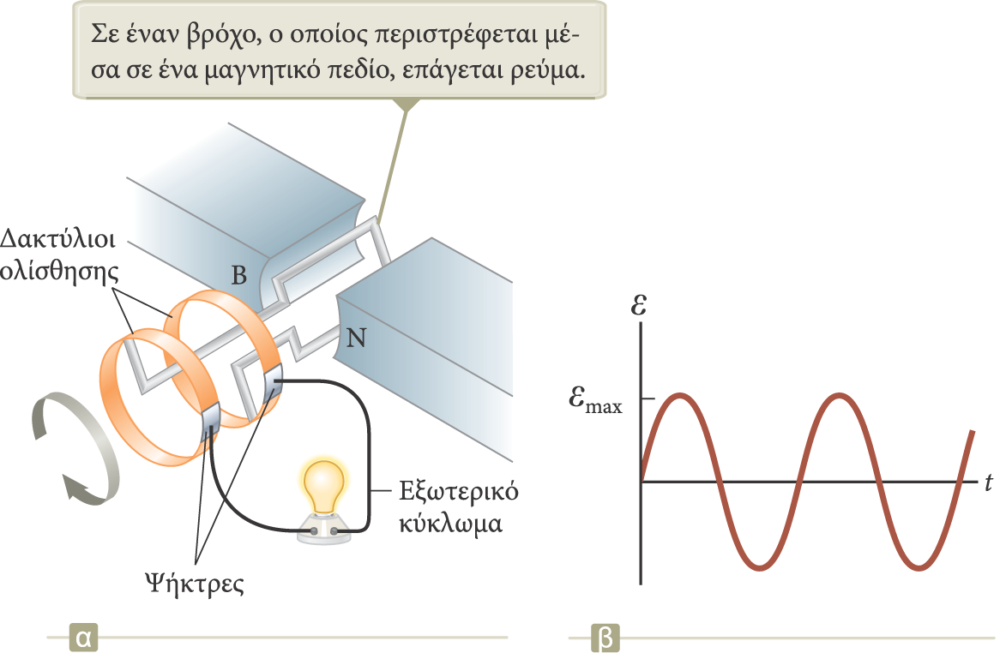 Σε έναν βρόχο, ο οποίος περιστρέφεται μέ-
σα σε ένα μαγνητικό πεδίο, επάγεται ρεύμα.
Δακτύλιοι
ολίσθησης
Β
Ν
Εξωτερικό
κύκλωμα
Ψήκτρες
α
ε
εmax
t
β